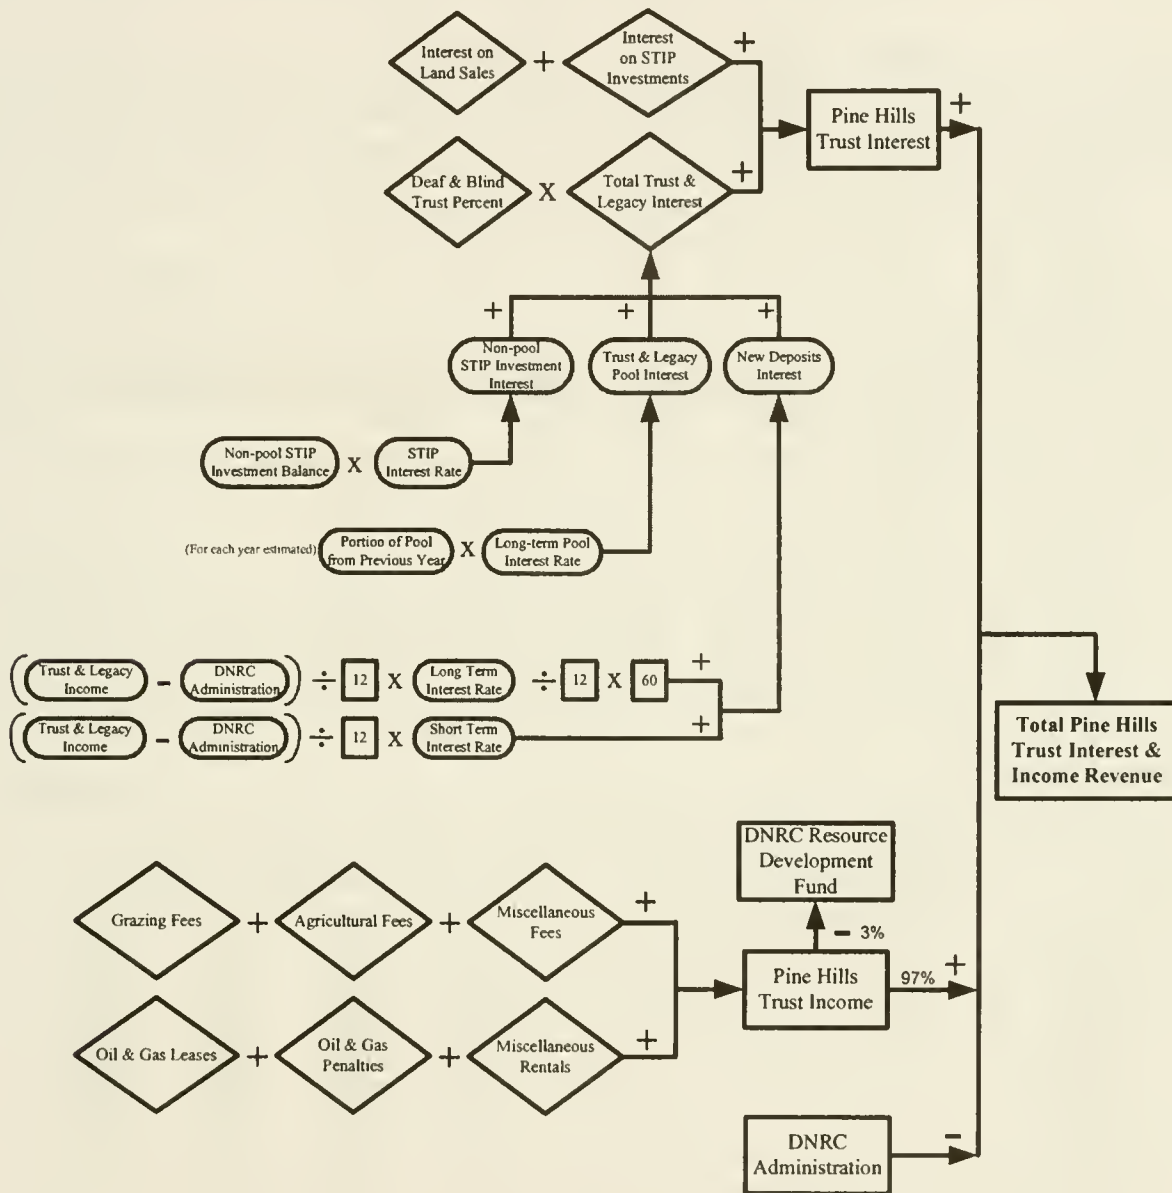 Interest on
Land Sales
+
Interest
on STIP
Investments
+
Pine Hills
Trust Interest
+
Deaf & Blind
Trust Percent
X
Total Trust &
Legacy Interest
+
+
+
+
Non-pool
STIP Investment
Interest
Trust & Legacy
Pool Interest
New Deposits
Interest
Non-pool STIP
Investment Balance
X
STIP
Interest Rate
(For each year estimated)
Portion of Pool
from Previous Year
X
Long-term Pool
Interest Rate
(
Trust & Legacy
Income
−
DNRC
Administration
)
÷
12
X
Long Term
Interest Rate
÷
12
X
60
+
(
Trust & Legacy
Income
−
DNRC
Administration
)
÷
12
X
Short Term
Interest Rate
+
Total Pine Hills
Trust Interest &
Income Revenue
DNRC Resource
Development
Fund
− 3%
Grazing Fees
+
Agricultural Fees
+
Miscellaneous
Fees
+
Pine Hills
Trust Income
97%
+
Oil & Gas Leases
+
Oil & Gas
Penalties
+
Miscellaneous
Rentals
+
DNRC
Administration
−